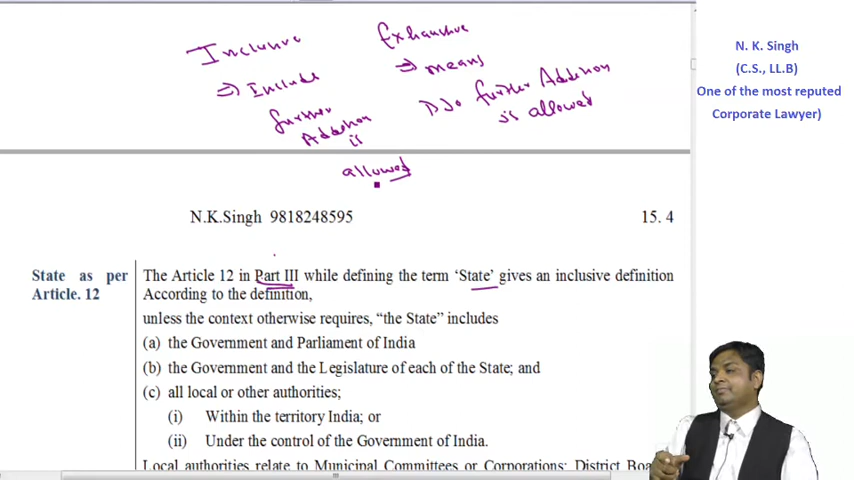 Inclusive
⇒ Include
further
Addition
is
allowed
Exhaustive
⇒ means
No further Addition
is allowed
N. K. Singh
(C.S., LL.B)
One of the most reputed
Corporate Lawyer)
N.K.Singh 9818248595 15. 4
State as per
Article. 12
The Article 12 in Part III while defining the term ‘State’ gives an inclusive definition
According to the definition,
unless the context otherwise requires, “the State” includes
(a) the Government and Parliament of India
(b) the Government and the Legislature of each of the State; and
(c) all local or other authorities;
(i) Within the territory India; or
(ii) Under the control of the Government of India.
Local authorities relate to Municipal Committees or Corporations; District Boa